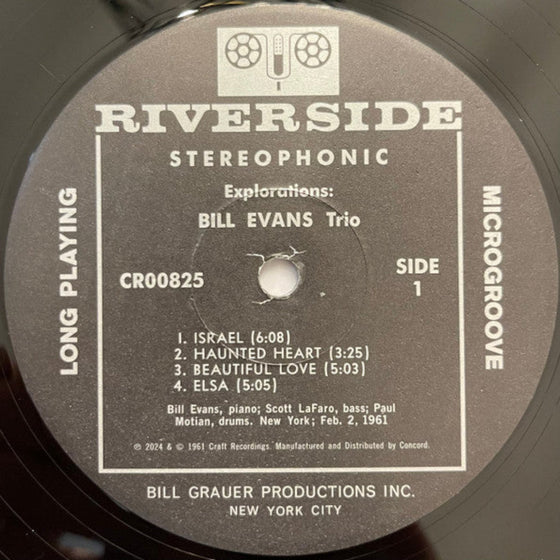 RIVERSIDE
STEREOPHONIC
Explorations:
BILL EVANS Trio
LONG PLAYING
MICROGROOVE
CR00825
SIDE
1
1. ISRAEL (6:08)
2. HAUNTED HEART (3:25)
3. BEAUTIFUL LOVE (5:03)
4. ELSA (5:05)
Bill Evans, piano; Scott LaFaro, bass; Paul
Motian, drums. New York; Feb. 2, 1961
℗ 2024 & © 1961 Craft Recordings. Manufactured and Distributed by Concord.
BILL GRAUER PRODUCTIONS INC.
NEW YORK CITY